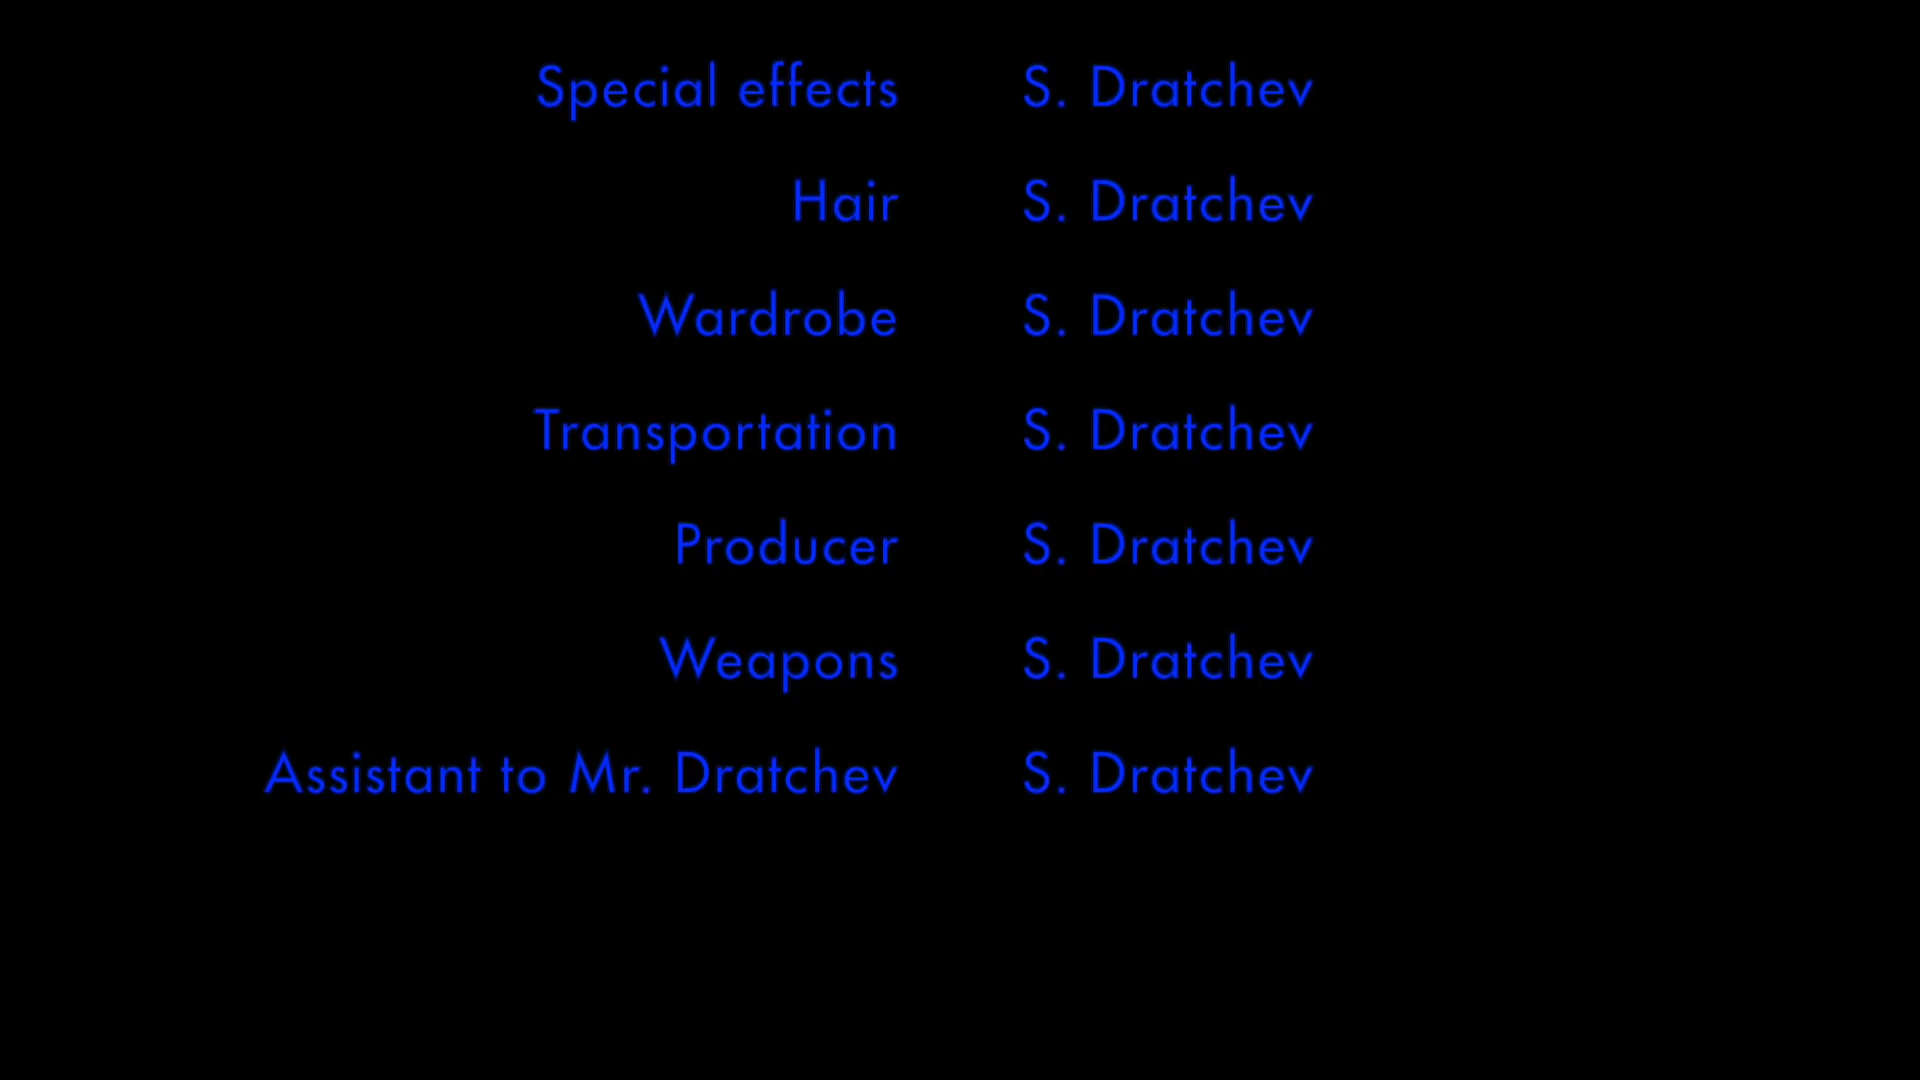 Special effects S. Dratchev
Hair S. Dratchev
Wardrobe S. Dratchev
Transportation S. Dratchev
Producer S. Dratchev
Weapons S. Dratchev
Assistant to Mr. Dratchev S. Dratchev